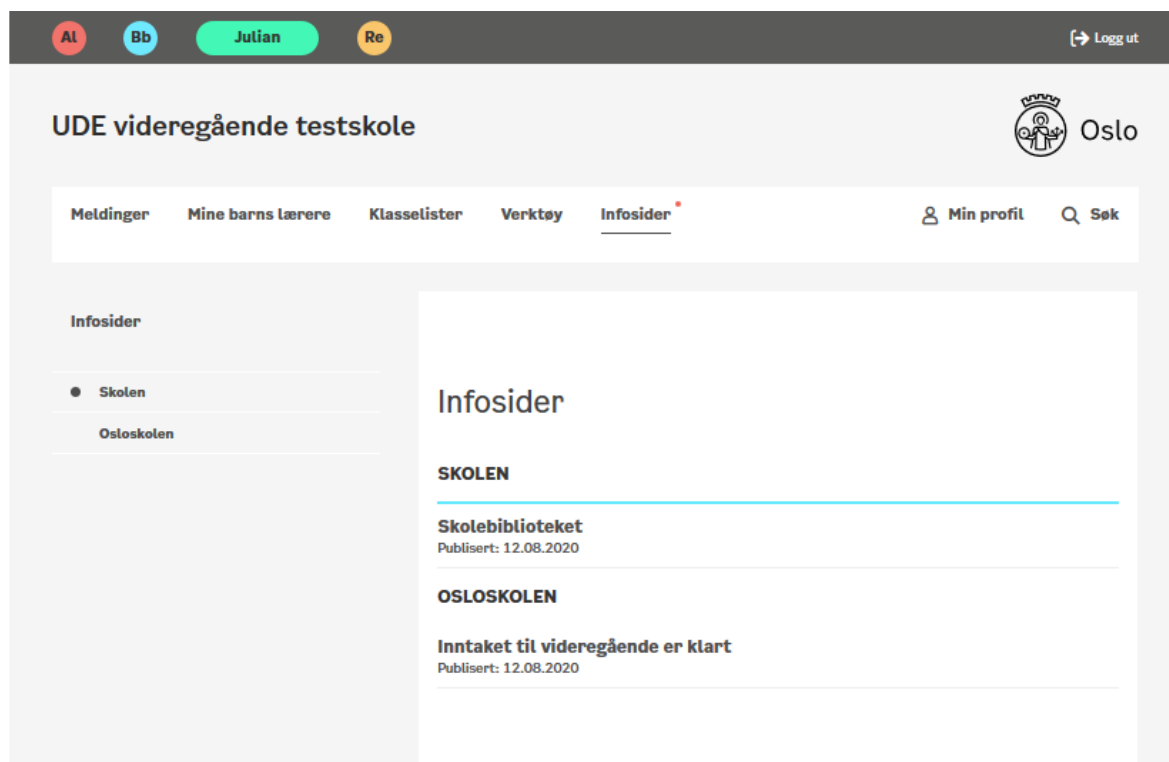 Al Bb Julian Re Logg ut
UDE videregående testskole
Oslo
Meldinger Mine barns lærere Klasselister Verktøy Infosider Min profil Søk
Infosider
Skolen
Osloskolen
Infosider
SKOLEN
Skolebiblioteket
Publisert: 12.08.2020
OSLOSKOLEN
Inntaket til videregående er klart
Publisert: 12.08.2020